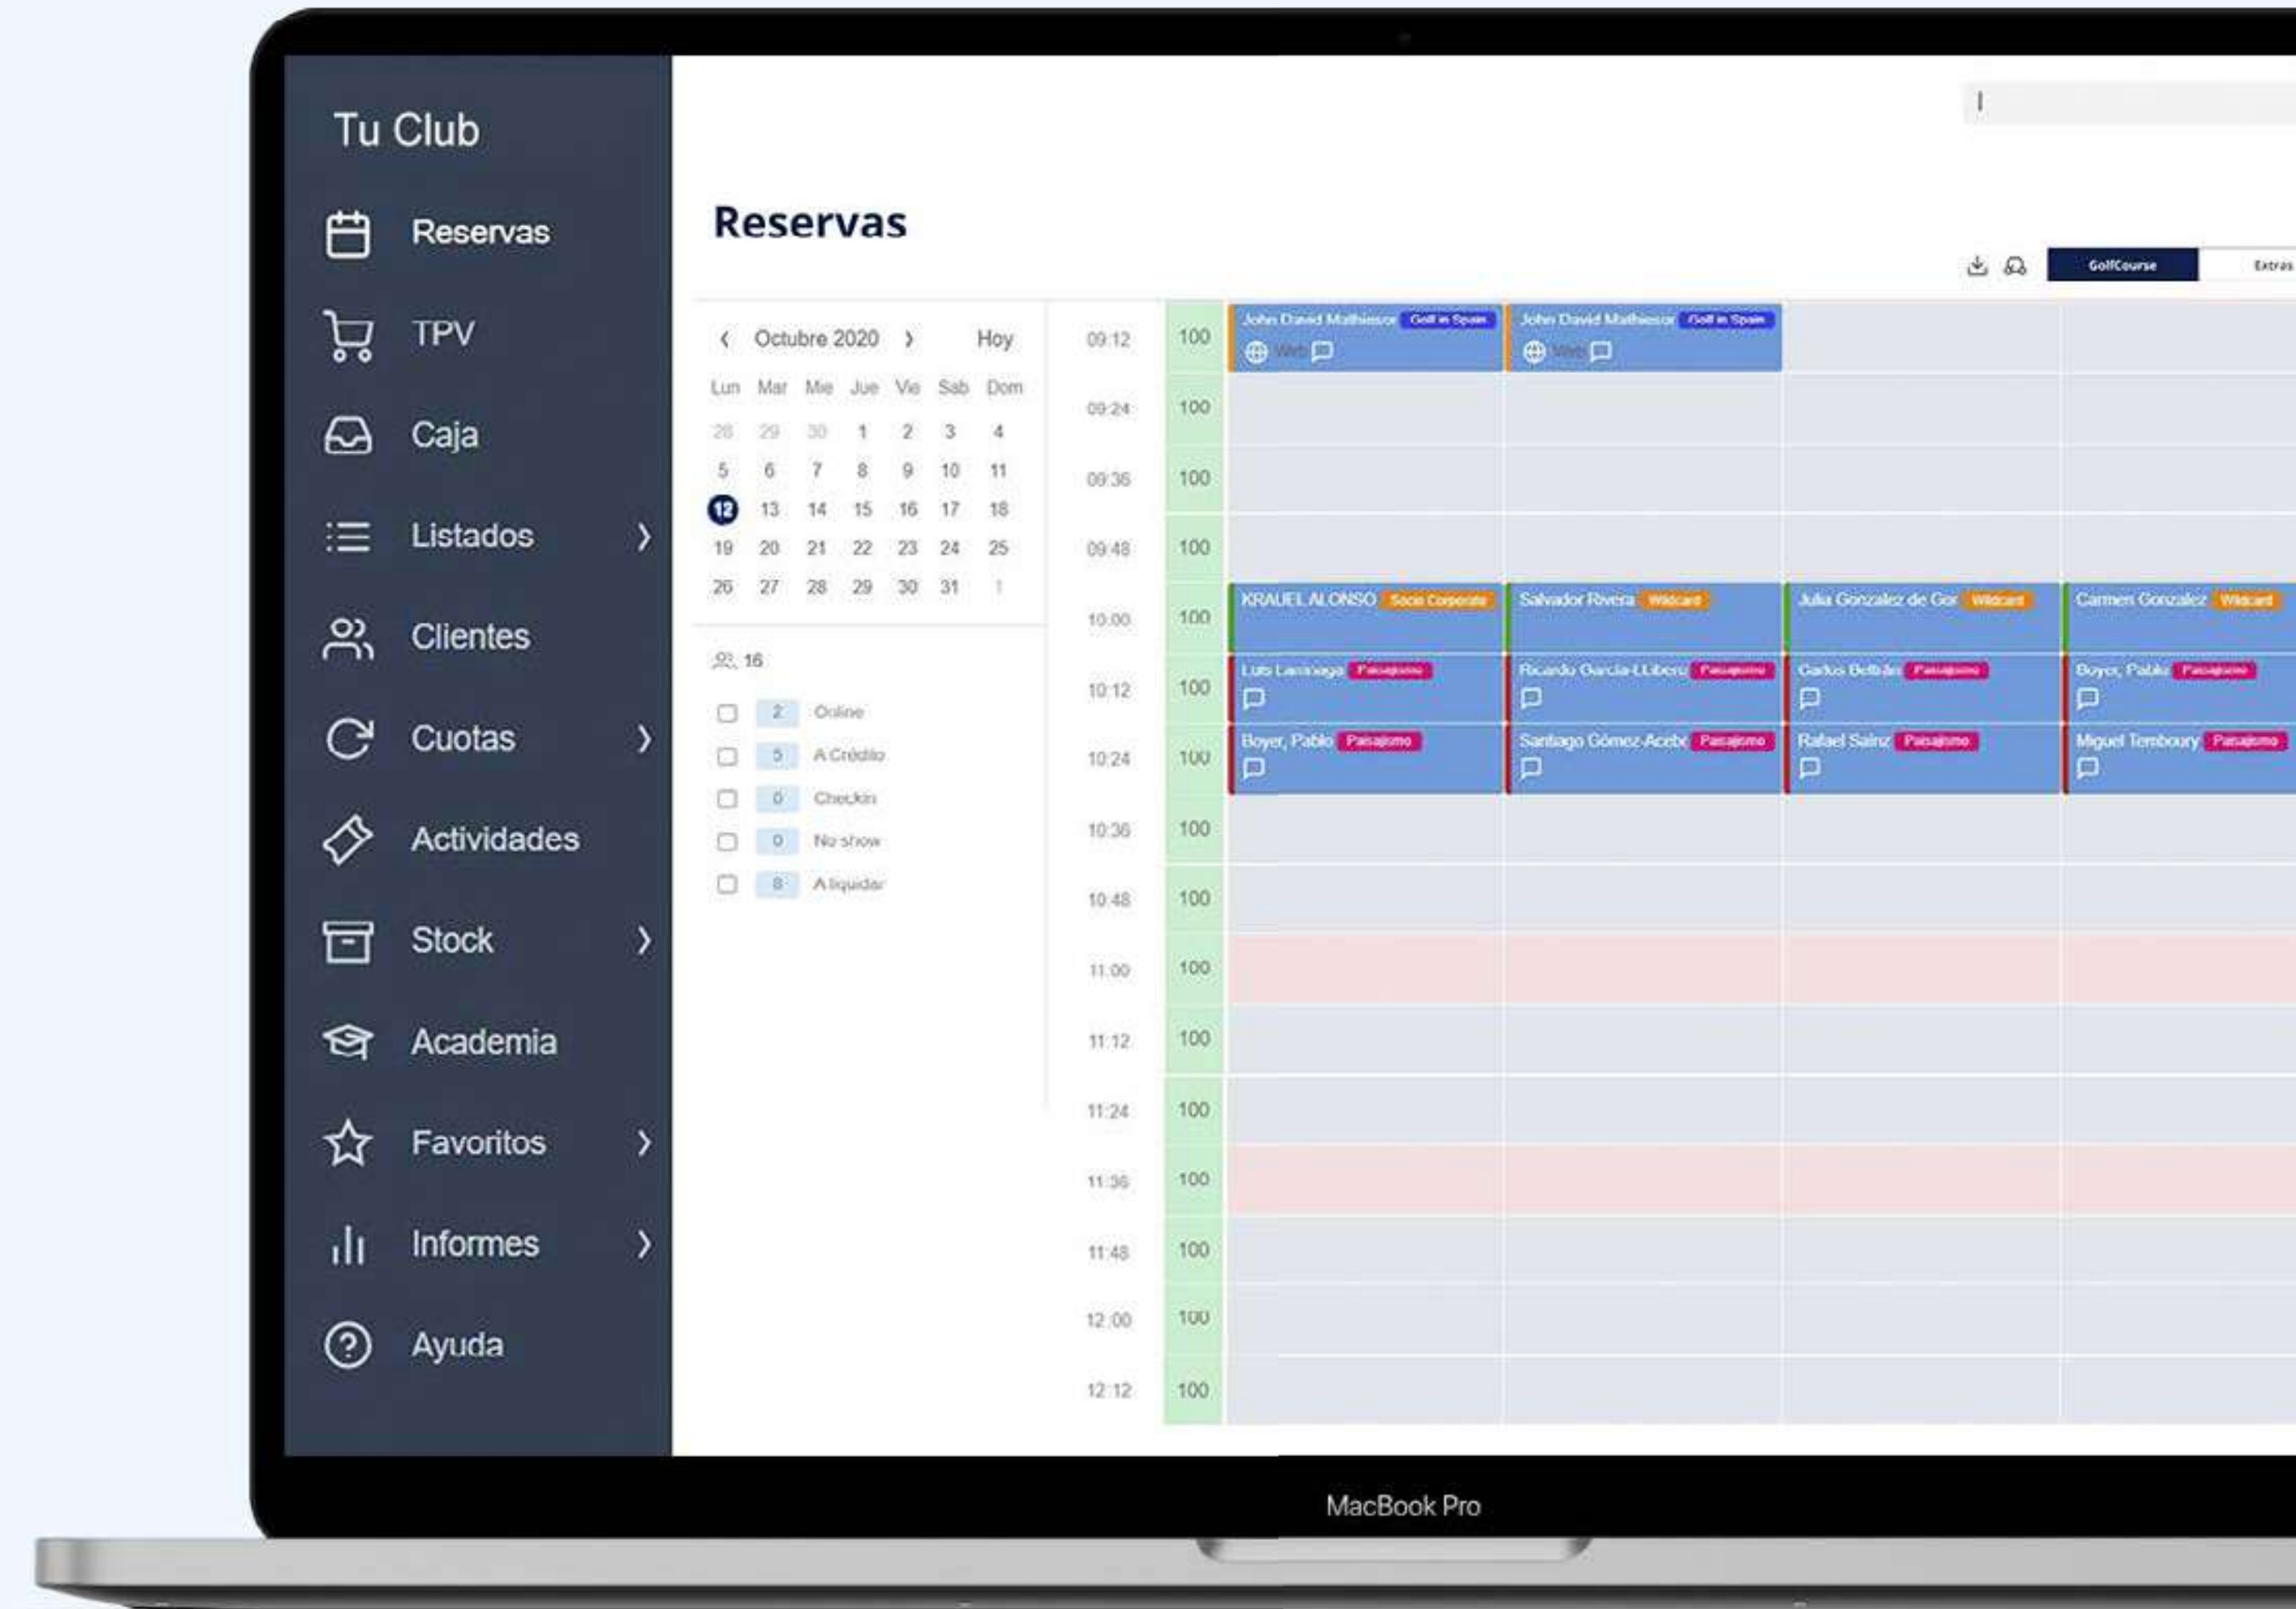 Tu Club
Reservas
TPV
Caja
Listados
Clientes
Cuotas
Actividades
Stock
Academia
Favoritos
Informes
Ayuda
Reservas
GolfCourse Extras
Octubre 2020 Hoy
Lun Mar Mie Jue Vie Sab Dom
28 29 30 1 2 3 4
5 6 7 8 9 10 11
12 13 14 15 16 17 18
19 20 21 22 23 24 25
26 27 28 29 30 31 1
16
2 Online
5 A Crédito
0 Checkin
0 No show
8 A liquidar
09:12 100 John David Mathiesor Golf in Spain John David Mathiesor Golf in Spain
Web Web
09:24 100
09:36 100
09:48 100
10:00 100 KRAUEL ALONSO Socio Corporate Salvador Rivera Wildcard Julia Gonzalez de Gor Wildcard Carmen Gonzalez Wildcard
10:12 100 Luis Paisajismo Ricardo Garcia-LLibero Paisajismo Carlos Beltrán Paisajismo Boyer, Pablo Paisajismo
10:24 100 Boyer, Pablo Paisajismo Santiago Gómez-Acebo Paisajismo Rafael Sainz Paisajismo Miguel Temboury Paisajismo
10:36 100
10:48 100
11:00 100
11:12 100
11:24 100
11:36 100
11:48 100
12:00 100
12:12 100
MacBook Pro